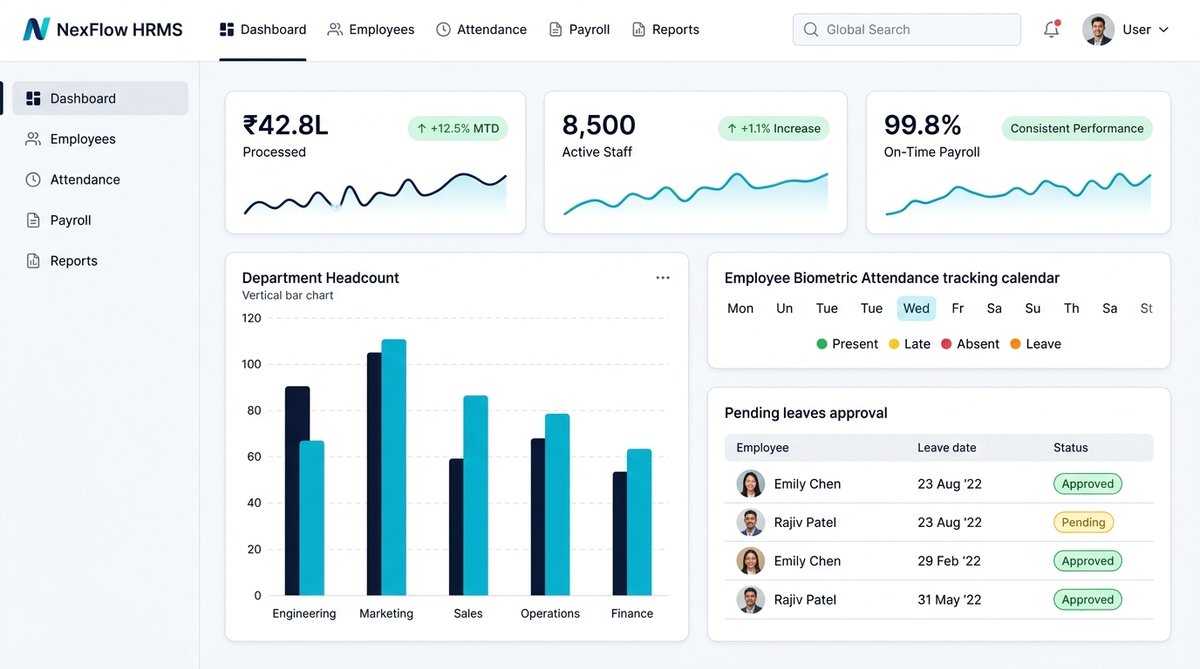 NexFlow HRMS
Dashboard
Employees
Attendance
Payroll
Reports
Global Search
User
Dashboard
Employees
Attendance
Payroll
Reports
₹42.8L
↑ +12.5% MTD
Processed
8,500
↑ +1.1% Increase
Active Staff
99.8%
Consistent Performance
On-Time Payroll
Department Headcount
Vertical bar chart
120
100
80
60
40
20
0
Engineering Marketing Sales Operations Finance
Employee Biometric Attendance tracking calendar
Mon Un Tue Tue Wed Fr Sa Su Th Sa St
Present Late Absent Leave
Pending leaves approval
Employee Leave date Status
Emily Chen 23 Aug ‘22 Approved
Rajiv Patel 23 Aug ‘22 Pending
Emily Chen 29 Feb ‘22 Approved
Rajiv Patel 31 May ‘22 Approved